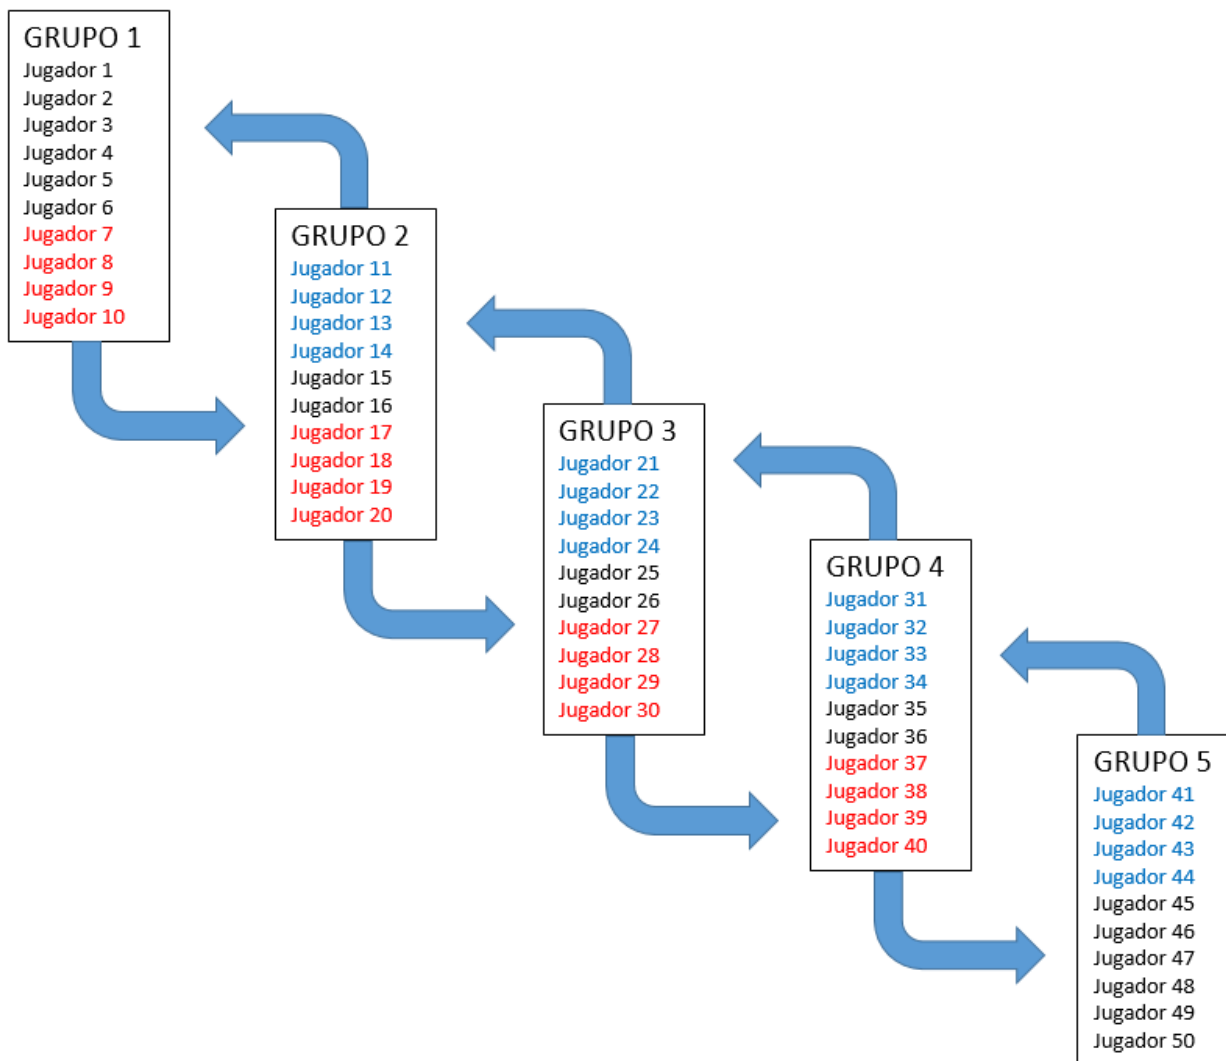 GRUPO 1
Jugador 1
Jugador 2
Jugador 3
Jugador 4
Jugador 5
Jugador 6
Jugador 7
Jugador 8
Jugador 9
Jugador 10
GRUPO 2
Jugador 11
Jugador 12
Jugador 13
Jugador 14
Jugador 15
Jugador 16
Jugador 17
Jugador 18
Jugador 19
Jugador 20
GRUPO 3
Jugador 21
Jugador 22
Jugador 23
Jugador 24
Jugador 25
Jugador 26
Jugador 27
Jugador 28
Jugador 29
Jugador 30
GRUPO 4
Jugador 31
Jugador 32
Jugador 33
Jugador 34
Jugador 35
Jugador 36
Jugador 37
Jugador 38
Jugador 39
Jugador 40
GRUPO 5
Jugador 41
Jugador 42
Jugador 43
Jugador 44
Jugador 45
Jugador 46
Jugador 47
Jugador 48
Jugador 49
Jugador 50